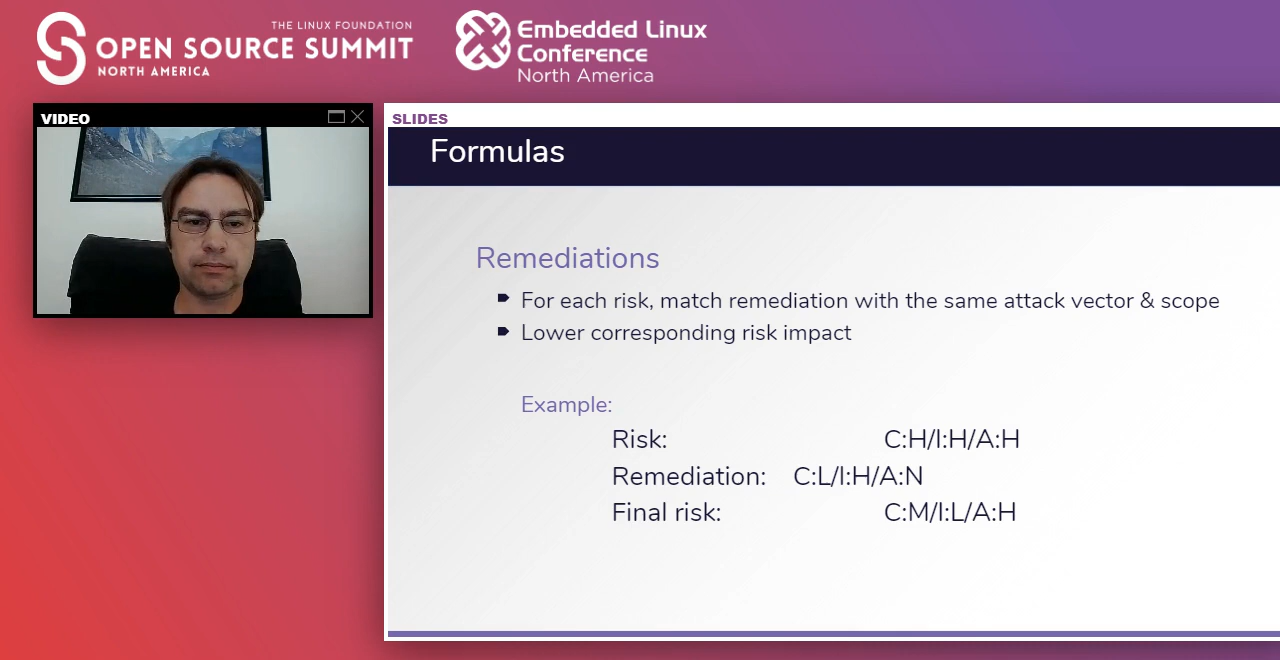 THE LINUX FOUNDATION
OPEN SOURCE SUMMIT
NORTH AMERICA
Embedded Linux
Conference
North America
VIDEO
SLIDES
Formulas
Remediations
For each risk, match remediation with the same attack vector & scope
Lower corresponding risk impact
Example:
Risk: C:H/I:H/A:H
Remediation: C:L/I:H/A:N
Final risk: C:M/I:L/A:H